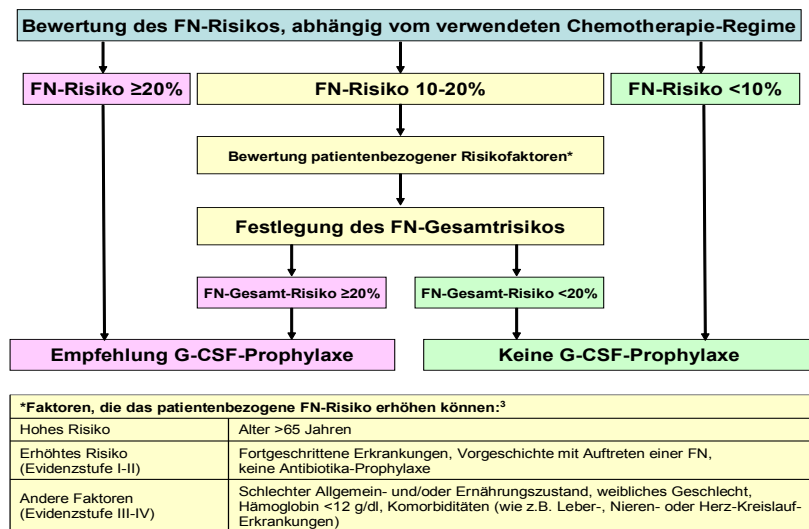 Bewertung des FN-Risikos, abhängig vom verwendeten Chemotherapie-Regime
FN-Risiko ≥20%
FN-Risiko 10-20%
FN-Risiko <10%
Bewertung patientenbezogener Risikofaktoren*
Festlegung des FN-Gesamtrisikos
FN-Gesamt-Risiko ≥20%
FN-Gesamt-Risiko <20%
Empfehlung G-CSF-Prophylaxe
Keine G-CSF-Prophylaxe
*Faktoren, die das patientenbezogene FN-Risiko erhöhen können:³
Hohes Risiko
Alter >65 Jahren
Erhöhtes Risiko
(Evidenzstufe I-II)
Fortgeschrittene Erkrankungen, Vorgeschichte mit Auftreten einer FN,
keine Antibiotika-Prophylaxe
Andere Faktoren
(Evidenzstufe III-IV)
Schlechter Allgemein- und/oder Ernährungszustand, weibliches Geschlecht,
Hämoglobin <12 g/dl, Komorbiditäten (wie z.B. Leber-, Nieren- oder Herz-Kreislauf-
Erkrankungen)